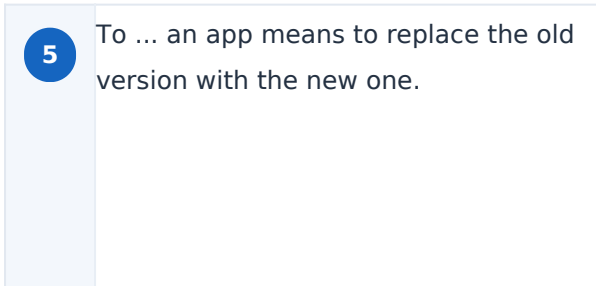 5
To ... an app means to replace the old
version with the new one.